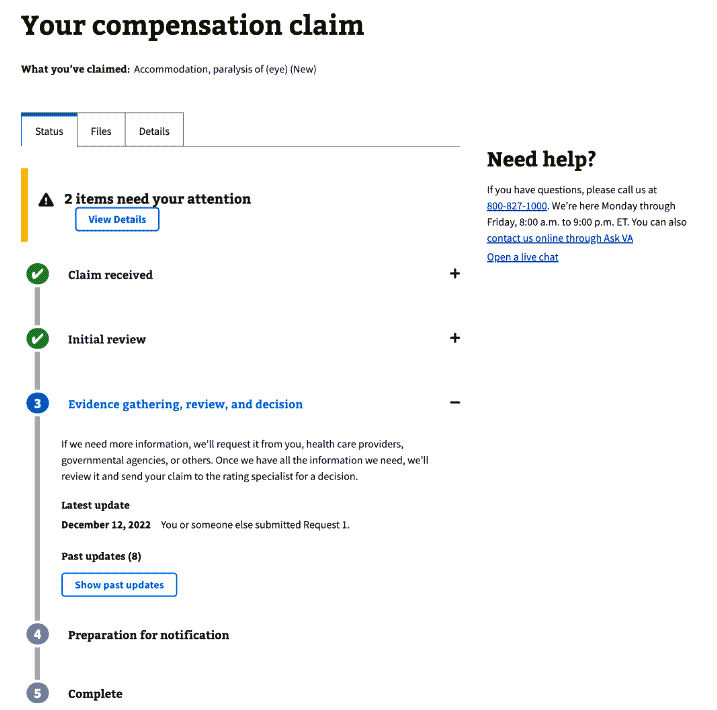 Your compensation claim
What you've claimed: Accommodation, paralysis of (eye) (New)
Status
Files
Details
2 items need your attention
View Details
Claim received
Initial review
3
Evidence gathering, review, and decision
If we need more information, we'll request it from you, health care providers,
governmental agencies, or others. Once we have all the information we need, we'll
review it and send your claim to the rating specialist for a decision.
Latest update
December 12, 2022 You or someone else submitted Request 1.
Past updates (8)
Show past updates
4
Preparation for notification
5
Complete
Need help?
If you have questions, please call us at
800-827-1000. We're here Monday through
Friday, 8:00 a.m. to 9:00 p.m. ET. You can also
contact us online through Ask VA
Open a live chat